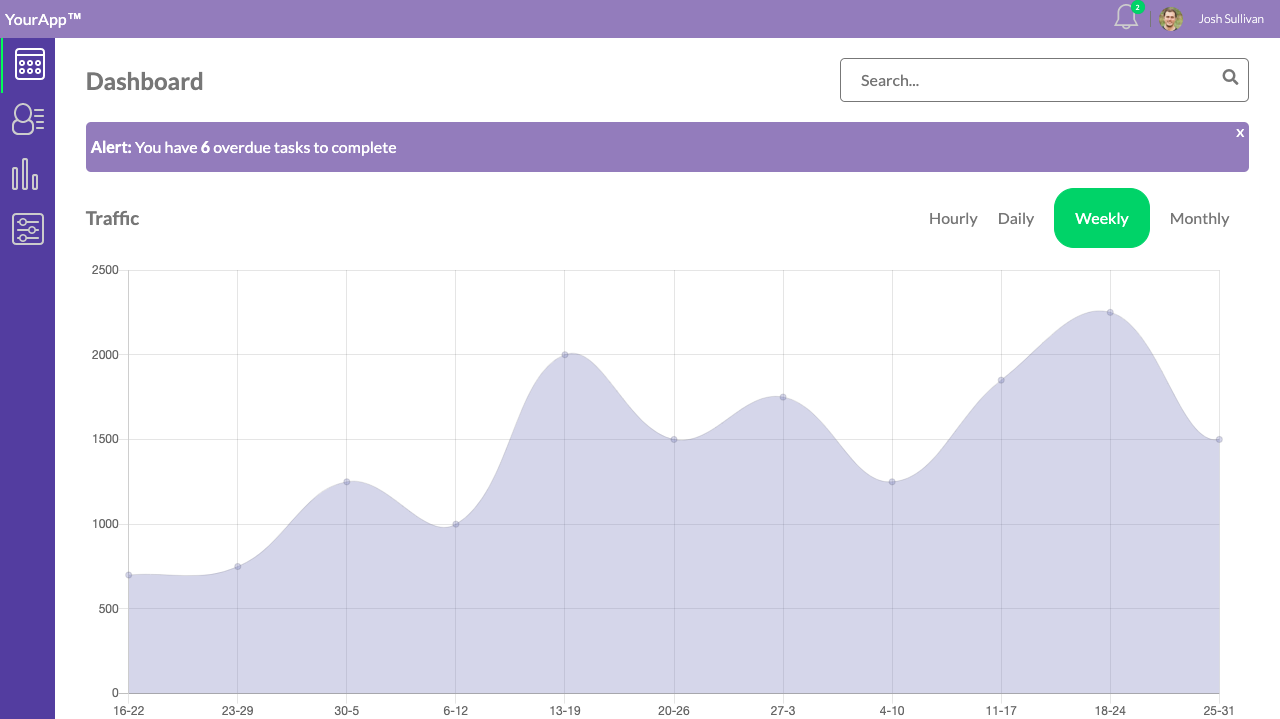 YourApp™
2
Josh Sullivan
Dashboard
Search...
Alert: You have 6 overdue tasks to complete
x
Traffic
Hourly Daily Weekly Monthly
2500
2000
1500
1000
500
0
16-22 23-29 30-5 6-12 13-19 20-26 27-3 4-10 11-17 18-24 25-31